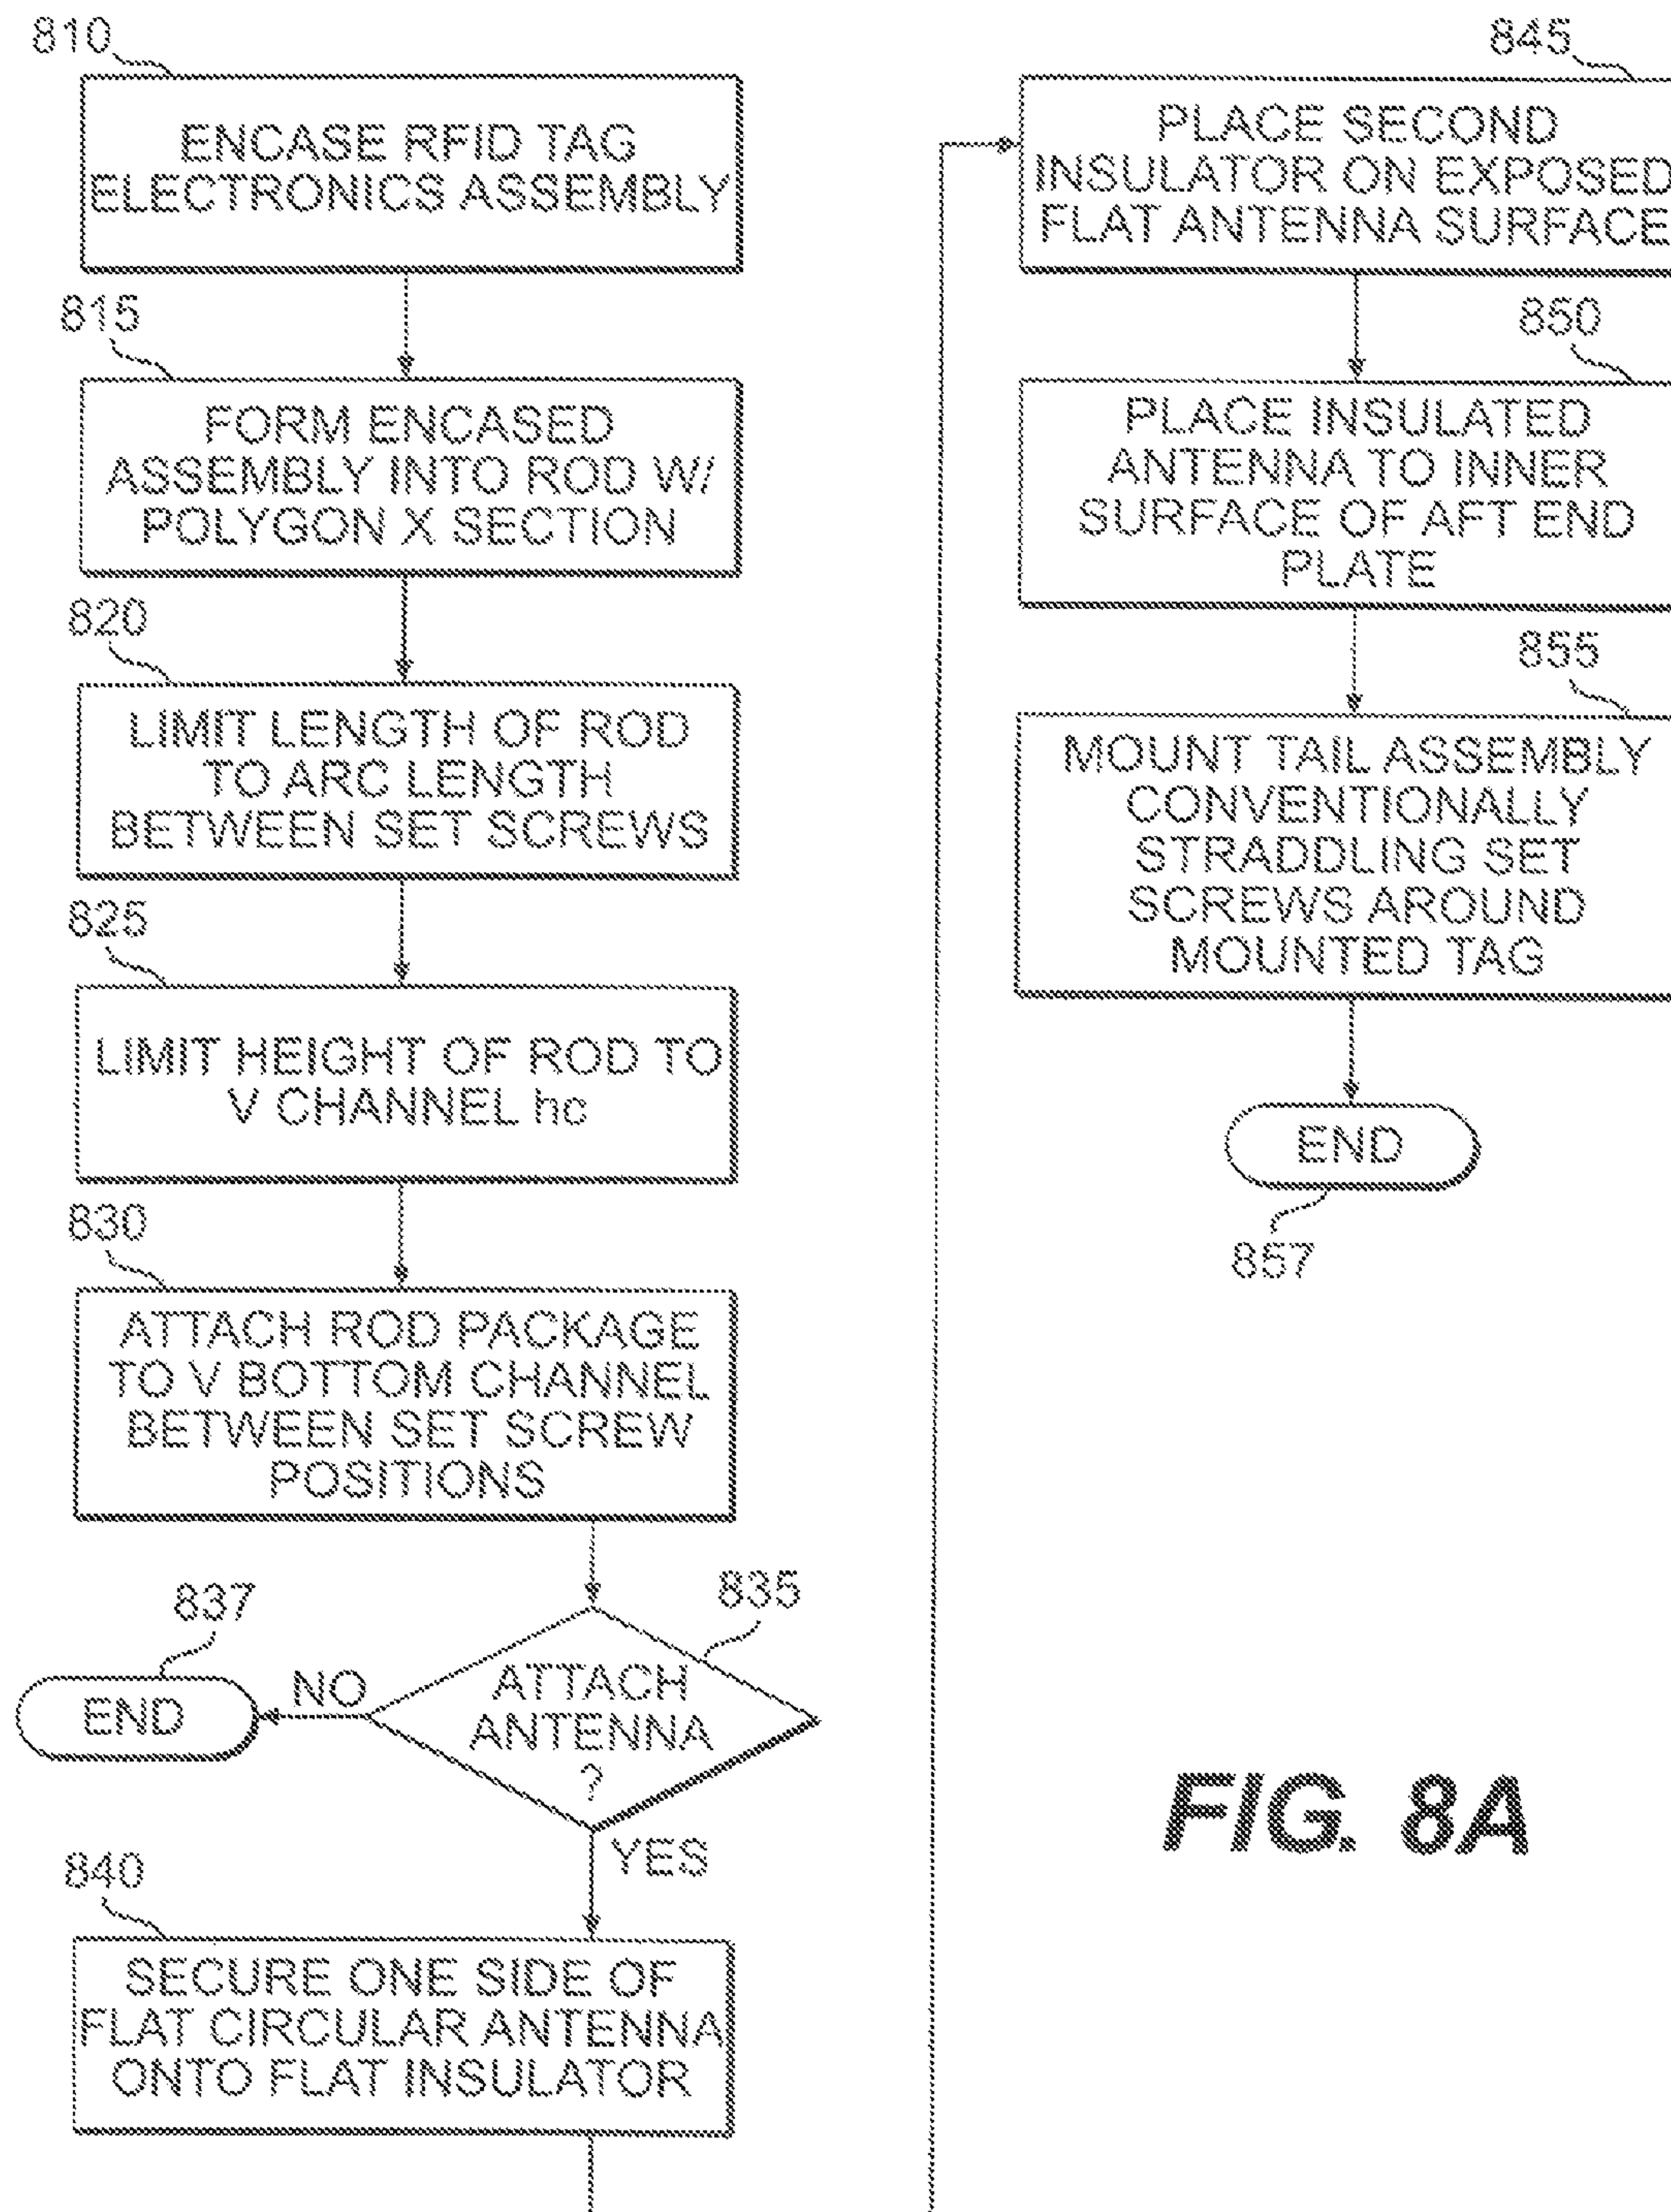 810
ENCASE RFID TAG
ELECTRONICS ASSEMBLY
815
FORM ENCASED
ASSEMBLY INTO ROD W/
POLYGON X SECTION
820
LIMIT LENGTH OF ROD
TO ARC LENGTH
BETWEEN SET SCREWS
825
LIMIT HEIGHT OF ROD TO
V CHANNEL hc
830
ATTACH ROD PACKAGE
TO V BOTTOM CHANNEL
BETWEEN SET SCREW
POSITIONS
835
ATTACH
ANTENNA
?
NO
837
END
YES
840
SECURE ONE SIDE OF
FLAT CIRCULAR ANTENNA
ONTO FLAT INSULATOR
845
PLACE SECOND
INSULATOR ON EXPOSED
FLAT ANTENNA SURFACE
850
PLACE INSULATED
ANTENNA TO INNER
SURFACE OF AFT END
PLATE
855
MOUNT TAIL ASSEMBLY
CONVENTIONALLY
STRADDLING SET
SCREWS AROUND
MOUNTED TAG
END
857
FIG. 8A